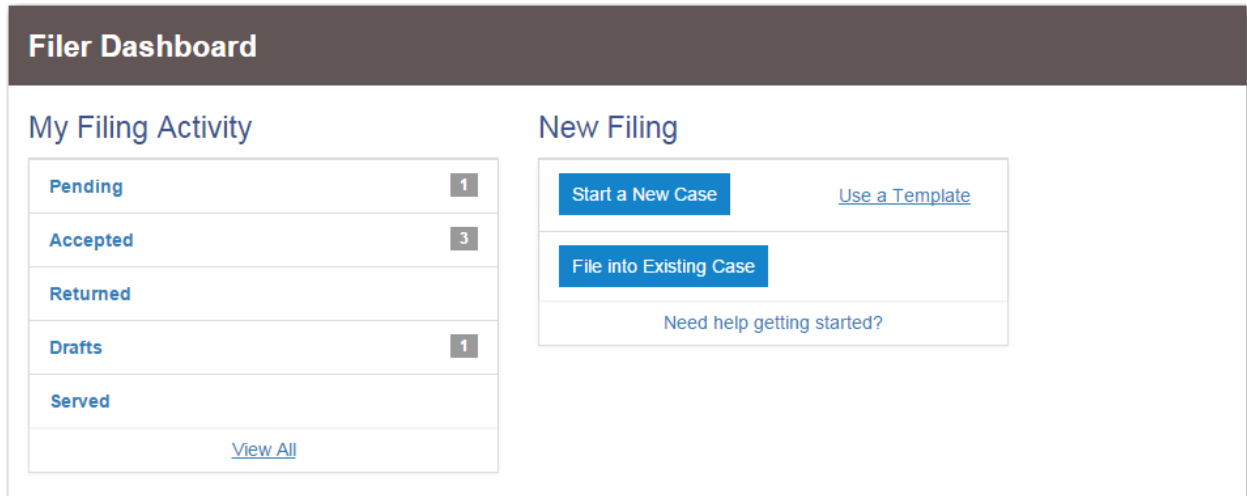 Filer Dashboard
My Filing Activity
Pending 1
Accepted 3
Returned
Drafts 1
Served
View All
New Filing
Start a New Case Use a Template
File into Existing Case
Need help getting started?